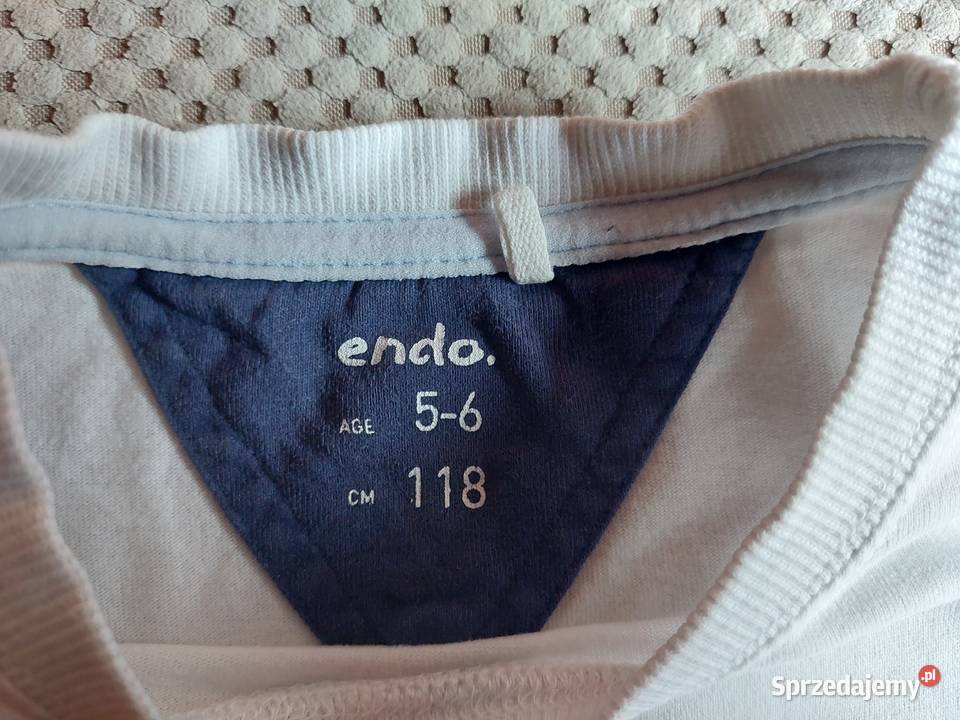 endo.
AGE 5-6
CM 118
Sprzedajemy.pl